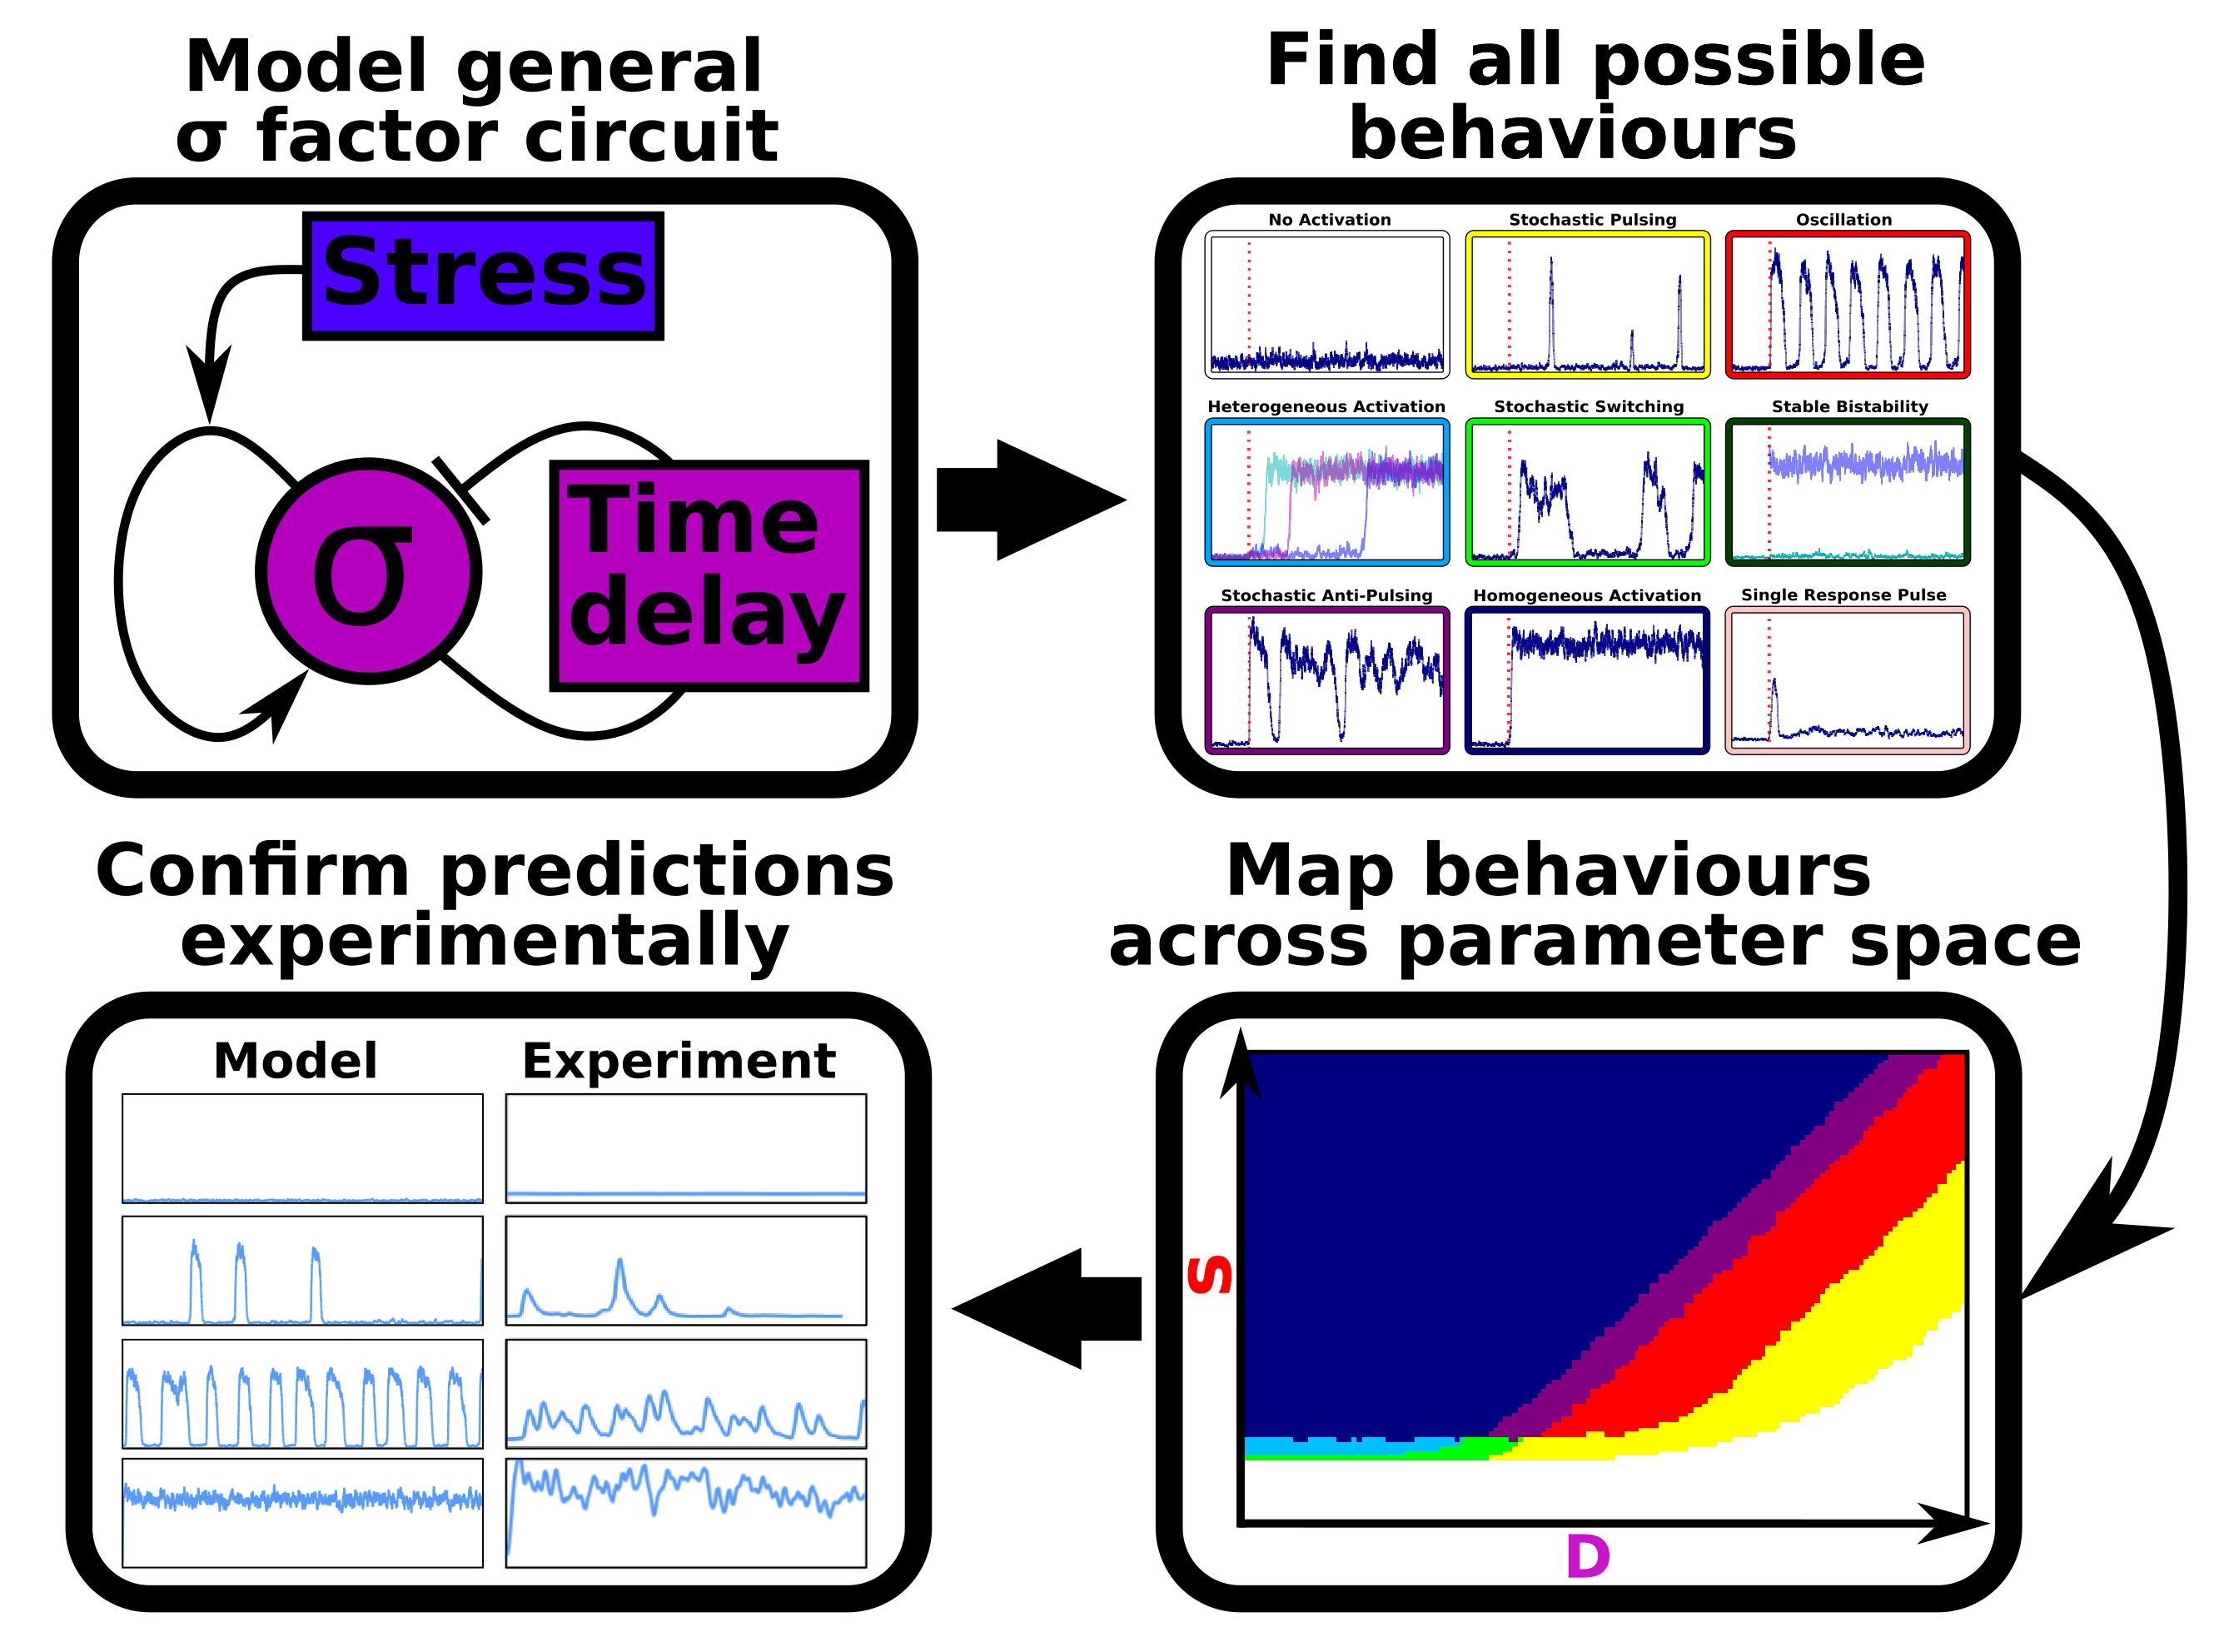 Model general
σ factor circuit
Stress
σ
Time
delay
Find all possible
behaviours
No Activation
Stochastic Pulsing
Oscillation
Heterogeneous Activation
Stochastic Switching
Stable Bistability
Stochastic Anti-Pulsing
Homogeneous Activation
Single Response Pulse
Map behaviours
across parameter space
S
D
Confirm predictions
experimentally
Model
Experiment